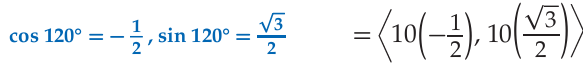 cos 120° = −1/2, sin 120° = √3/2
= ⟨10(−1/2), 10(√3/2)⟩